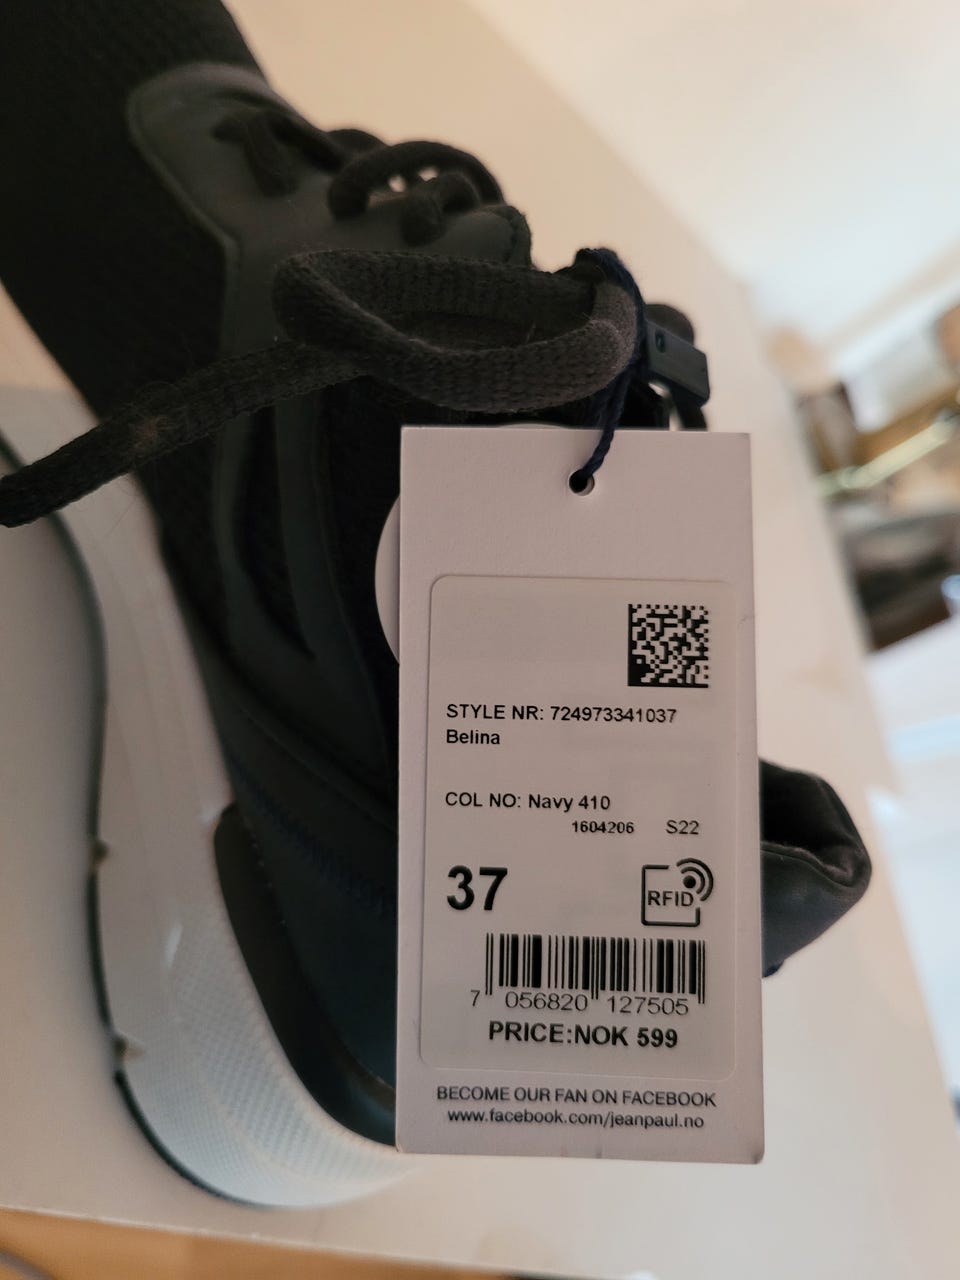 STYLE NR: 724973341037
Belina
COL NO: Navy 410
1604206 S22
37
RFID
7 056820 127505
PRICE:NOK 599
BECOME OUR FAN ON FACEBOOK
www.facebook.com/jeanpaul.no